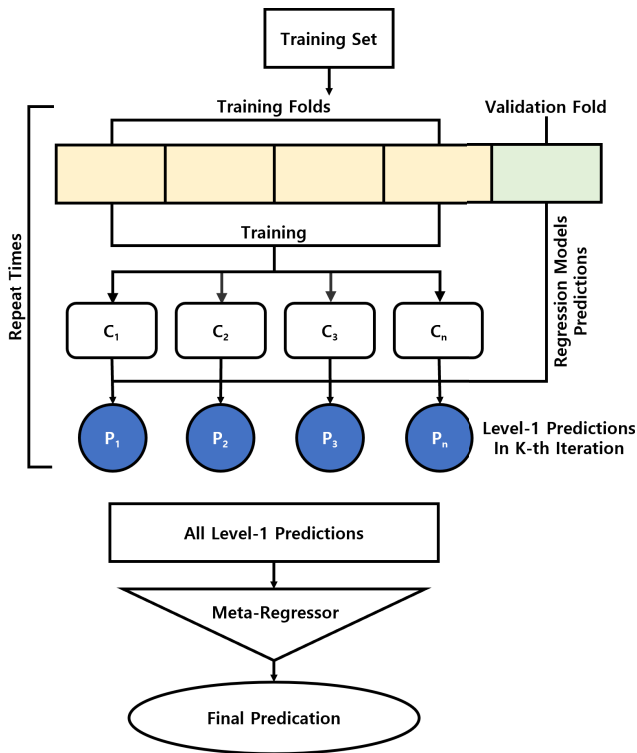 Training Set
Training Folds
Validation Fold
Training
Repeat Times
Regression Models
Predictions
C₁
C₂
C₃
Cₙ
P₁
P₂
P₃
Pₙ
Level-1 Predictions
In K-th Iteration
All Level-1 Predictions
Meta-Regressor
Final Predication